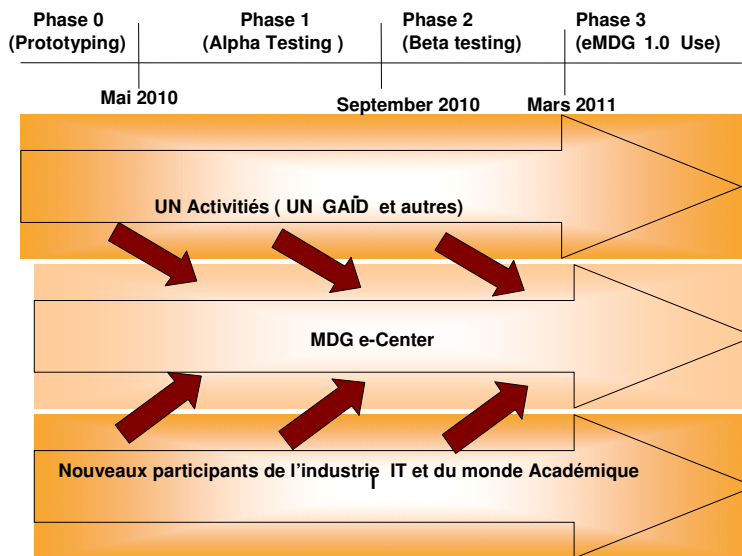 Phase 0
(Prototyping)
Phase 1
(Alpha Testing )
Phase 2
(Beta testing)
Phase 3
(eMDG 1.0 Use)
Mai 2010
September 2010
Mars 2011
UN Activitiés ( UN GAID et autres)
MDG e-Center
Nouveaux participants de l'industrie IT et du monde Académique